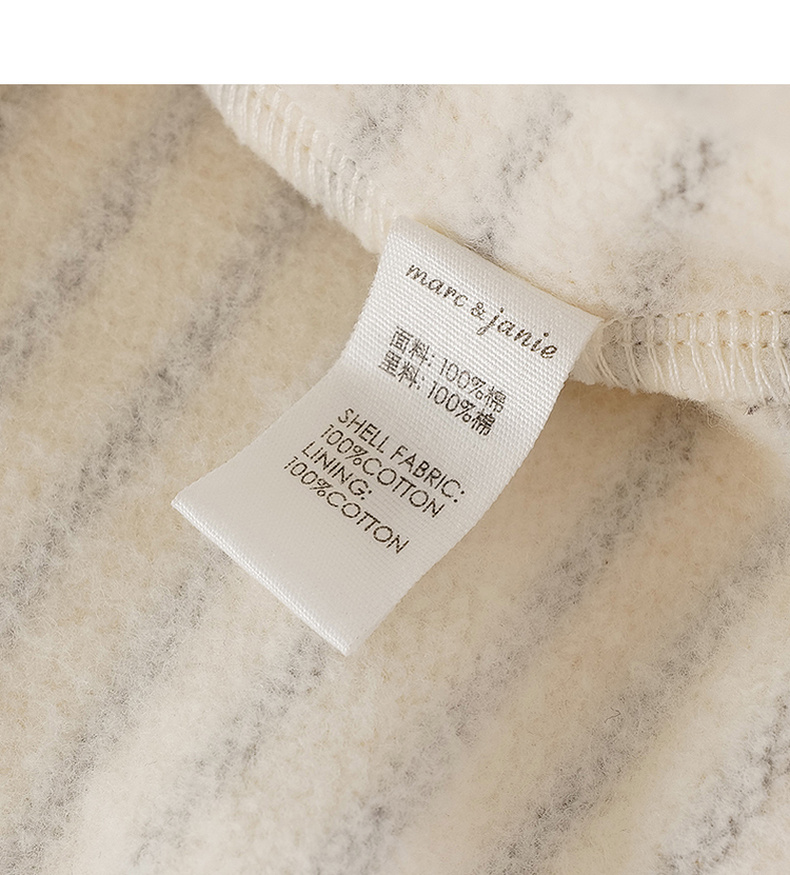 marc & janie
面料: 100%棉
里料: 100%棉
SHELL FABRIC:
100%COTTON
LINING:
100%COTTON